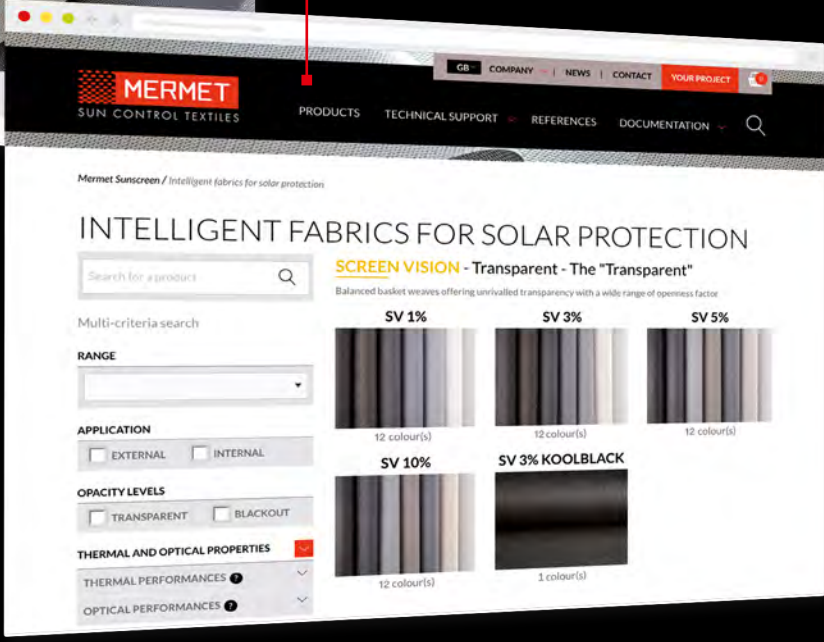 GB COMPANY | NEWS | CONTACT YOUR PROJECT 0
MERMET
SUN CONTROL TEXTILES
PRODUCTS TECHNICAL SUPPORT REFERENCES DOCUMENTATION
Mermet Sunscreen / Intelligent fabrics for solar protection
INTELLIGENT FABRICS FOR SOLAR PROTECTION
Search for a product
SCREEN VISION - Transparent - The "Transparent"
Balanced basket weaves offering unrivalled transparency with a wide range of openness factor
Multi-criteria search
SV 1% SV 3% SV 5%
RANGE
12 colour(s) 12 colour(s) 12 colour(s)
APPLICATION
EXTERNAL INTERNAL
SV 10% SV 3% KOOLBLACK
OPACITY LEVELS
TRANSPARENT BLACKOUT
THERMAL AND OPTICAL PROPERTIES
THERMAL PERFORMANCES ?
OPTICAL PERFORMANCES ?
12 colour(s) 1 colour(s)